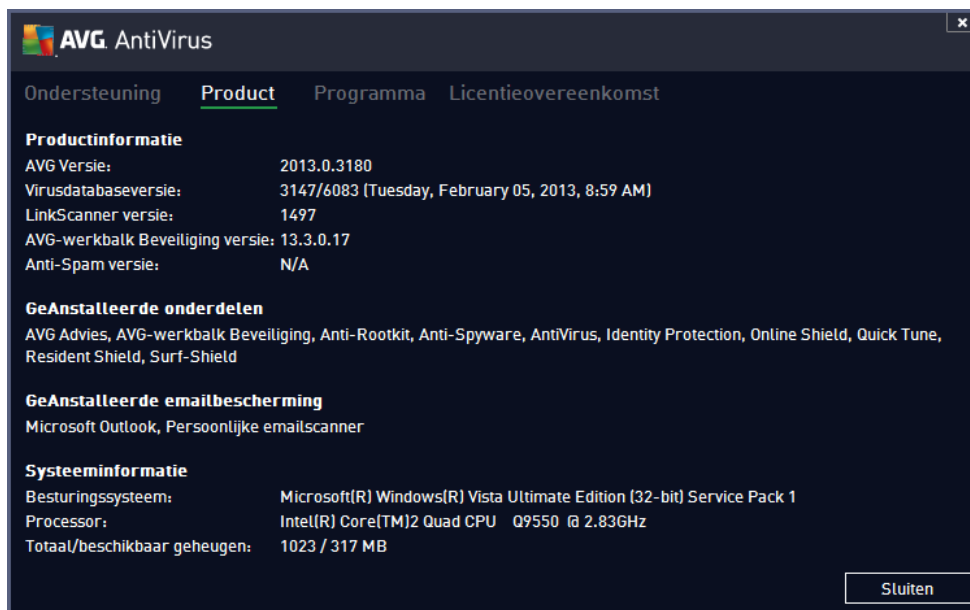 AVG. AntiVirus
Ondersteuning Product Programma Licentieovereenkomst
Productinformatie
AVG Versie: 2013.0.3180
Virusdatabaseversie: 3147/6083 (Tuesday, February 05, 2013, 8:59 AM)
LinkScanner versie: 1497
AVG-werkbalk Beveiliging versie: 13.3.0.17
Anti-Spam versie: N/A
GeAnstalleerde onderdelen
AVG Advies, AVG-werkbalk Beveiliging, Anti-Rootkit, Anti-Spyware, AntiVirus, Identity Protection, Online Shield, Quick Tune,
Resident Shield, Surf-Shield
GeAnstalleerde emailbescherming
Microsoft Outlook, Persoonlijke emailscanner
Systeeminformatie
Besturingssysteem: Microsoft(R) Windows(R) Vista Ultimate Edition (32-bit) Service Pack 1
Processor: Intel(R) Core(TM)2 Quad CPU Q9550 @ 2.83GHz
Totaal/beschikbaar geheugen: 1023 / 317 MB
Sluiten